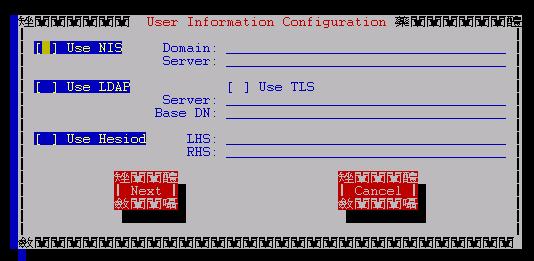 User Information Configuration
[ ] Use NIS Domain:
Server:
[ ] Use LDAP [ ] Use TLS
Server:
Base DN:
[ ] Use Hesiod LHS:
RHS:
Next Cancel